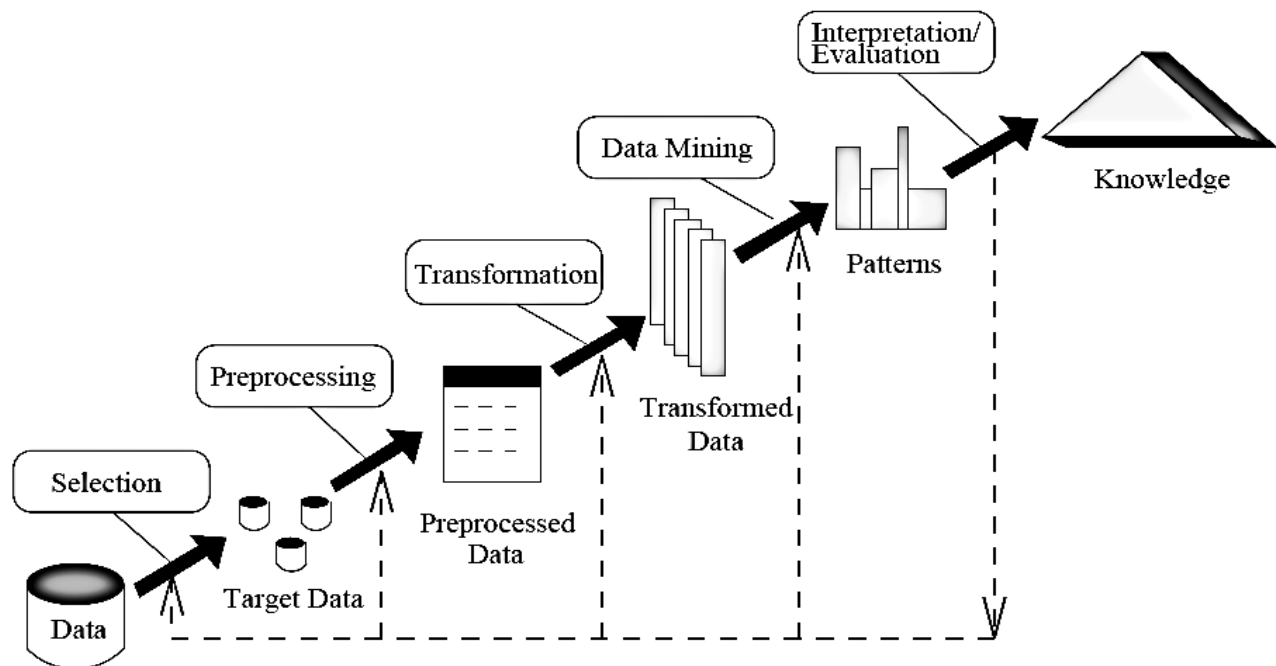 Interpretation/
Evaluation
Data Mining
Knowledge
Transformation
Patterns
Preprocessing
Transformed
Data
Selection
Preprocessed
Data
Target Data
Data